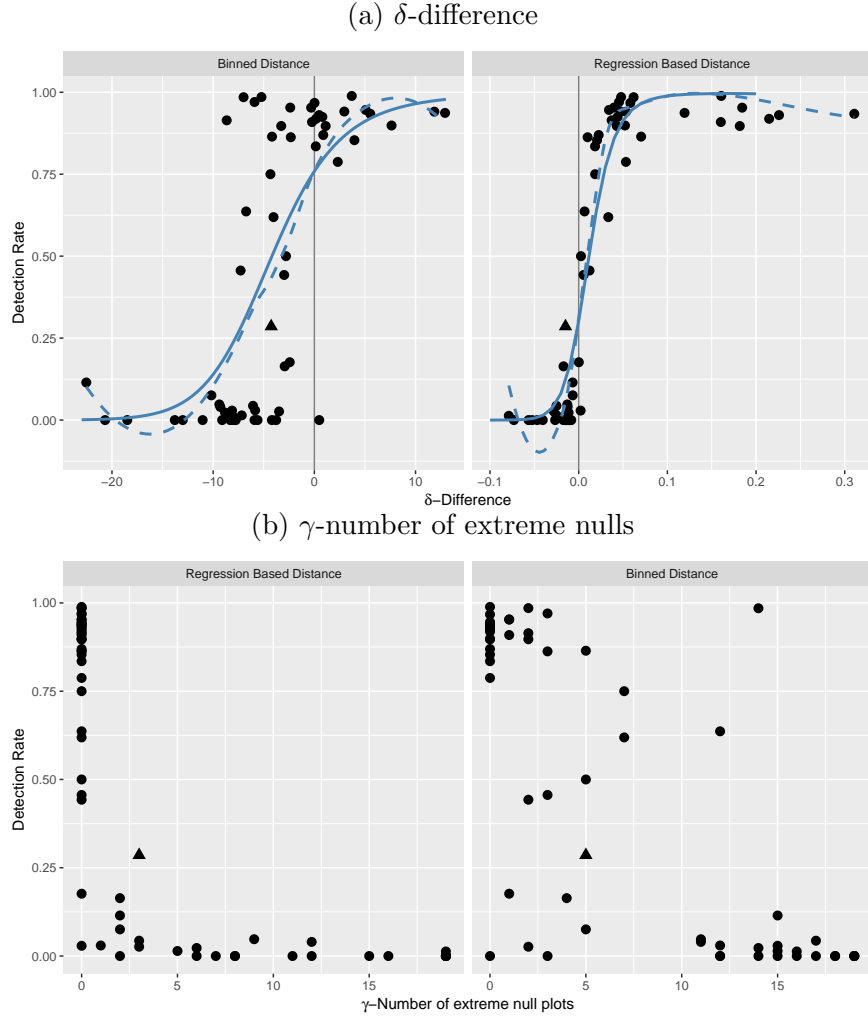 (a) δ-difference
Binned Distance
Regression Based Distance
Detection Rate
1.00
0.75
0.50
0.25
0.00
−20
−10
0
10
−0.1
0.0
0.1
0.2
0.3
δ−Difference
(b) γ-number of extreme nulls
Regression Based Distance
Binned Distance
Detection Rate
1.00
0.75
0.50
0.25
0.00
0
5
10
15
0
5
10
15
γ−Number of extreme null plots